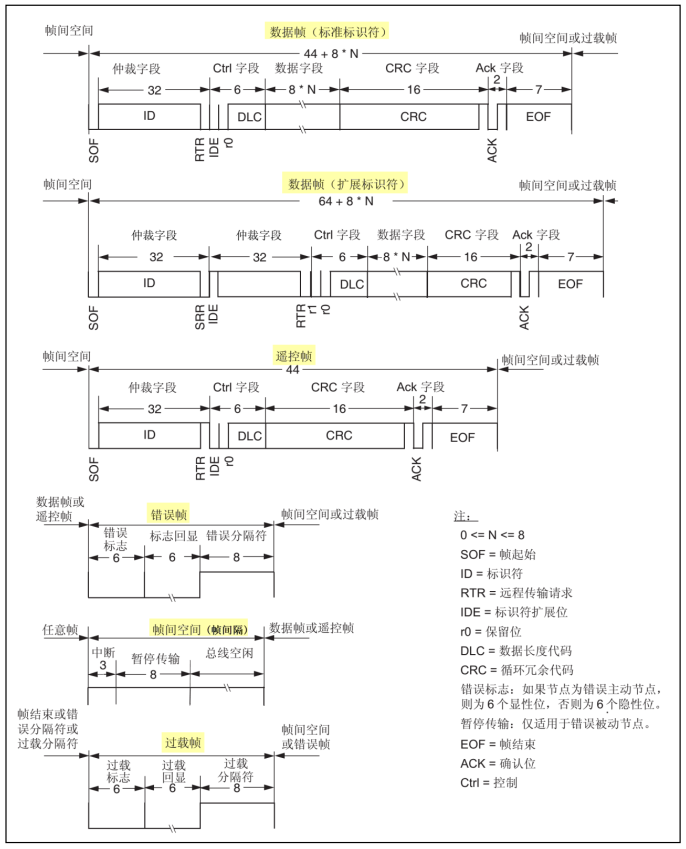 帧间空间
数据帧（标准标识符）
帧间空间或过载帧
44 + 8 * N
仲裁字段
Ctrl 字段
数据字段
CRC 字段
Ack 字段
32
6
8 * N
16
2
7
ID
DLC
CRC
EOF
SOF
RTR
IDE
r0
ACK
帧间空间
数据帧（扩展标识符）
帧间空间或过载帧
64 + 8 * N
仲裁字段
仲裁字段
Ctrl 字段
数据字段
CRC 字段
Ack 字段
32
32
6
8 * N
16
2
7
ID
DLC
CRC
EOF
SOF
SRR
IDE
RTR
r1
r0
ACK
帧间空间
遥控帧
帧间空间或过载帧
44
仲裁字段
Ctrl 字段
CRC 字段
Ack 字段
32
6
16
2
7
ID
DLC
CRC
EOF
SOF
RTR
IDE
r0
ACK
数据帧或
遥控帧
错误帧
帧间空间或过载帧
错误
标志
标志回显
错误分隔符
6
6
8
任意帧
帧间空间（帧间隔）
数据帧或遥控帧
中断
3
暂停传输
8
总线空闲
帧结束或错
误分隔符或
过载分隔符
过载帧
帧间空间
或错误帧
过载
标志
过载
回显
过载
分隔符
6
6
8
注：
0 <= N <= 8
SOF = 帧起始
ID = 标识符
RTR = 远程传输请求
IDE = 标识符扩展位
r0 = 保留位
DLC = 数据长度代码
CRC = 循环冗余代码
错误标志：如果节点为错误主动节点，
则为 6 个显性位，否则为 6 个隐性位。
暂停传输：仅适用于错误被动节点。
EOF = 帧结束
ACK = 确认位
Ctrl = 控制